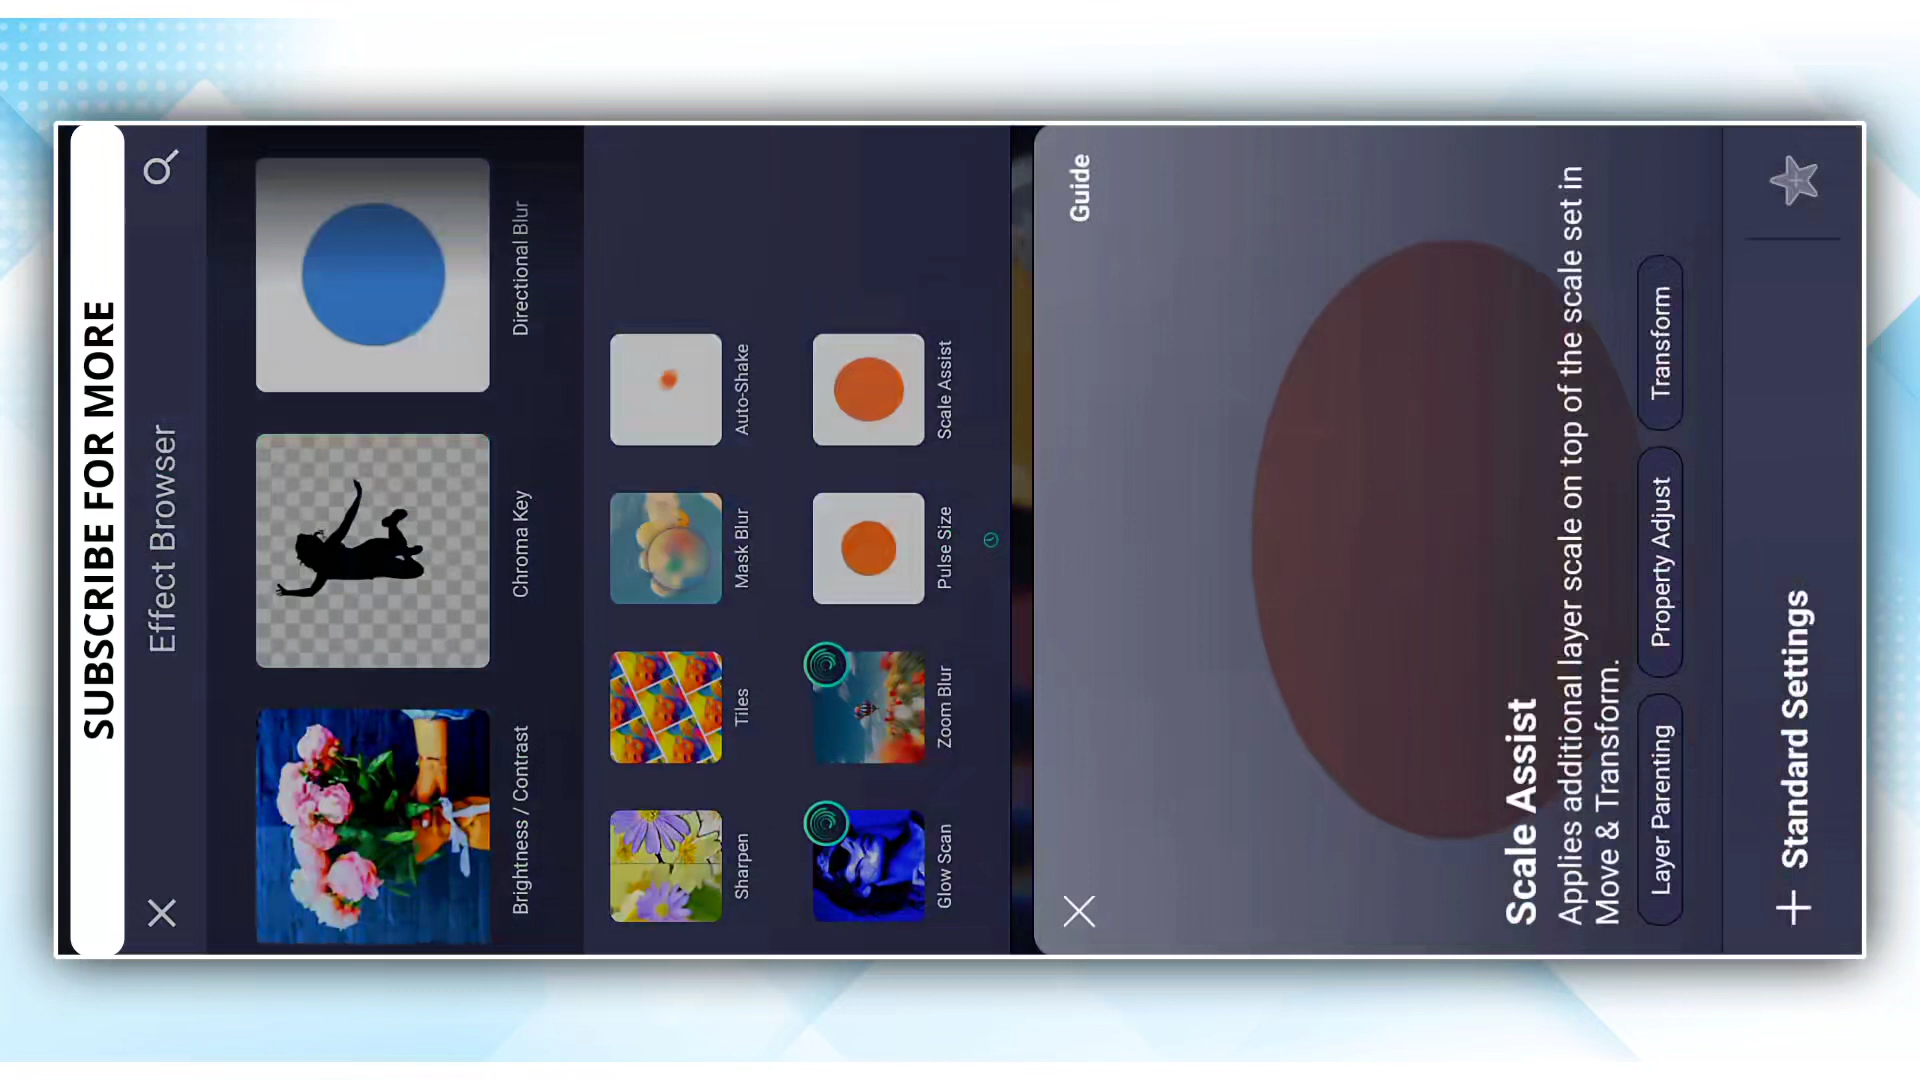 SUBSCRIBE FOR MORE
Effect Browser
Brightness / Contrast
Chroma Key
Directional Blur
Sharpen
Tiles
Mask Blur
Auto-Shake
Glow Scan
Zoom Blur
Pulse Size
Scale Assist
Guide
Scale Assist
Applies additional layer scale on top of the scale set in
Move & Transform.
Layer Parenting
Property Adjust
Transform
+ Standard Settings